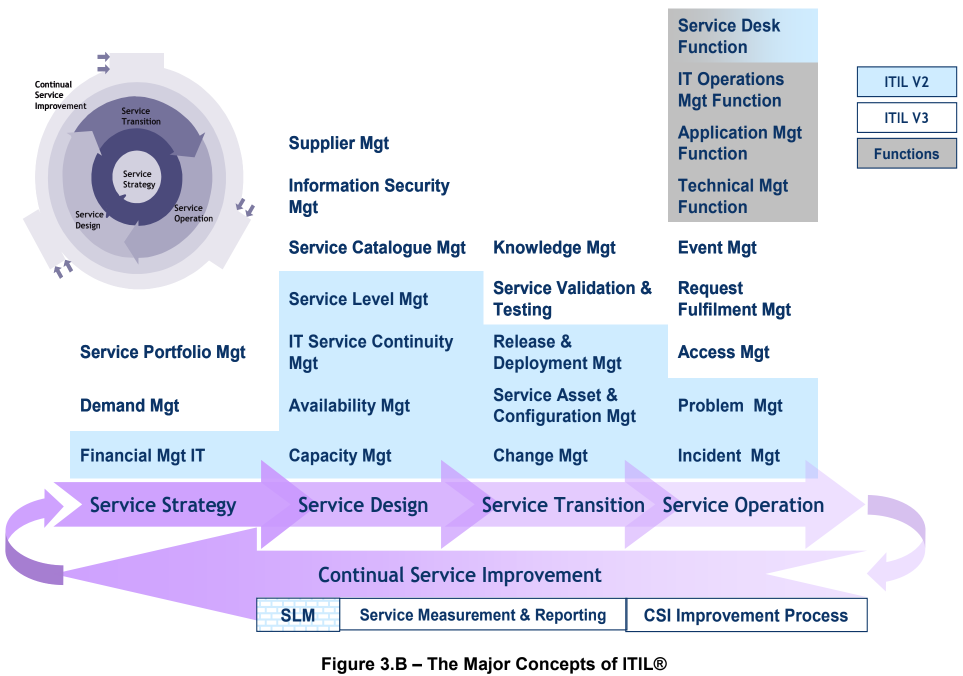 Continual
Service
Improvement
Service
Transition
Service
Strategy
Service
Design
Service
Operation
Service Portfolio Mgt
Demand Mgt
Financial Mgt IT
Supplier Mgt
Information Security
Mgt
Service Catalogue Mgt
Service Level Mgt
IT Service Continuity
Mgt
Availability Mgt
Capacity Mgt
Knowledge Mgt
Service Validation &
Testing
Release &
Deployment Mgt
Service Asset &
Configuration Mgt
Change Mgt
Service Desk
Function
IT Operations
Mgt Function
Application Mgt
Function
Technical Mgt
Function
Event Mgt
Request
Fulfilment Mgt
Access Mgt
Problem Mgt
Incident Mgt
ITIL V2
ITIL V3
Functions
Service Strategy
Service Design
Service Transition
Service Operation
Continual Service Improvement
SLM
Service Measurement & Reporting
CSI Improvement Process
Figure 3.B – The Major Concepts of ITIL®